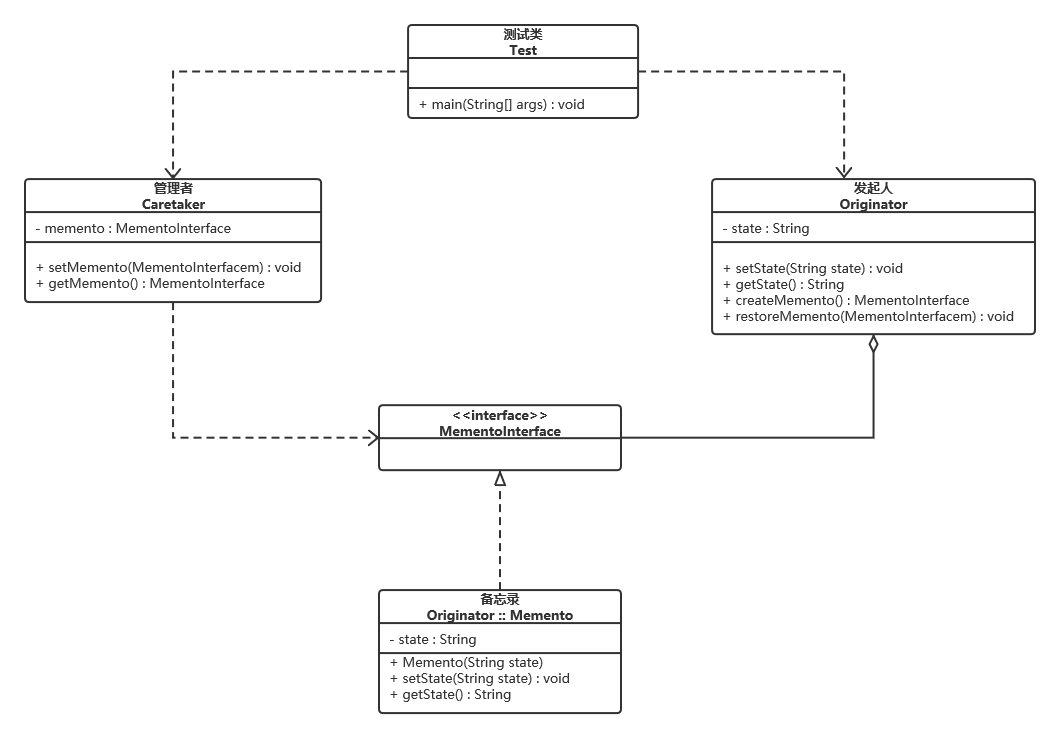 测试类
Test
+ main(String[] args) : void
管理者
Caretaker
- memento : MementoInterface
+ setMemento(MementoInterfacem) : void
+ getMemento() : MementoInterface
发起人
Originator
- state : String
+ setState(String state) : void
+ getState() : String
+ createMemento() : MementoInterface
+ restoreMemento(MementoInterfacem) : void
<<interface>>
MementoInterface
备忘录
Originator :: Memento
- state : String
+ Memento(String state)
+ setState(String state) : void
+ getState() : String